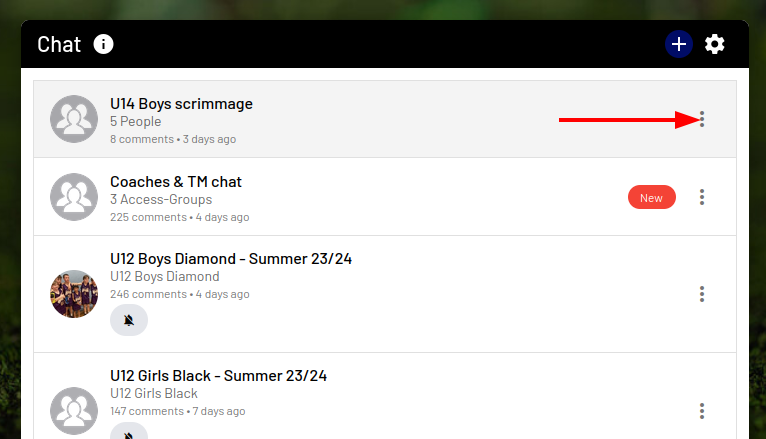 Chat
U14 Boys scrimmage
5 People
8 comments • 3 days ago
Coaches & TM chat
3 Access-Groups
225 comments • 4 days ago
New
U12 Boys Diamond - Summer 23/24
U12 Boys Diamond
246 comments • 4 days ago
U12 Girls Black - Summer 23/24
U12 Girls Black
147 comments • 7 days ago